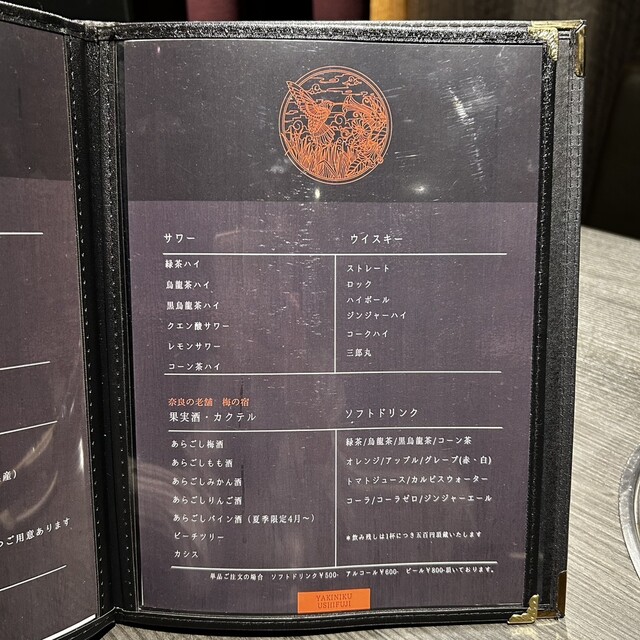 サワー
緑茶ハイ
烏龍茶ハイ
黒烏龍茶ハイ
クエン酸サワー
レモンサワー
コーン茶ハイ
ウイスキー
ストレート
ロック
ハイボール
ジンジャーハイ
コークハイ
三郎丸
奈良の老舗 梅の宿
果実酒・カクテル
あらごし梅酒
あらごしもも酒
あらごしみかん酒
あらごしりんご酒
あらごしパイン酒(夏季限定4月〜)
ピーチツリー
カシス
ソフトドリンク
緑茶/烏龍茶/黒烏龍茶/コーン茶
オレンジ/アップル/グレープ(赤、白)
トマトジュース/カルピスウォーター
コーラ/コーラゼロ/ジンジャーエール
*飲み残しは1杯につき五百円頂戴いたします
単品ご注文の場合 ソフトドリンク¥500- アルコール¥600- ビール¥800-頂いております。
YAKINIKU
USHIFUJI
産)
ご用意あります